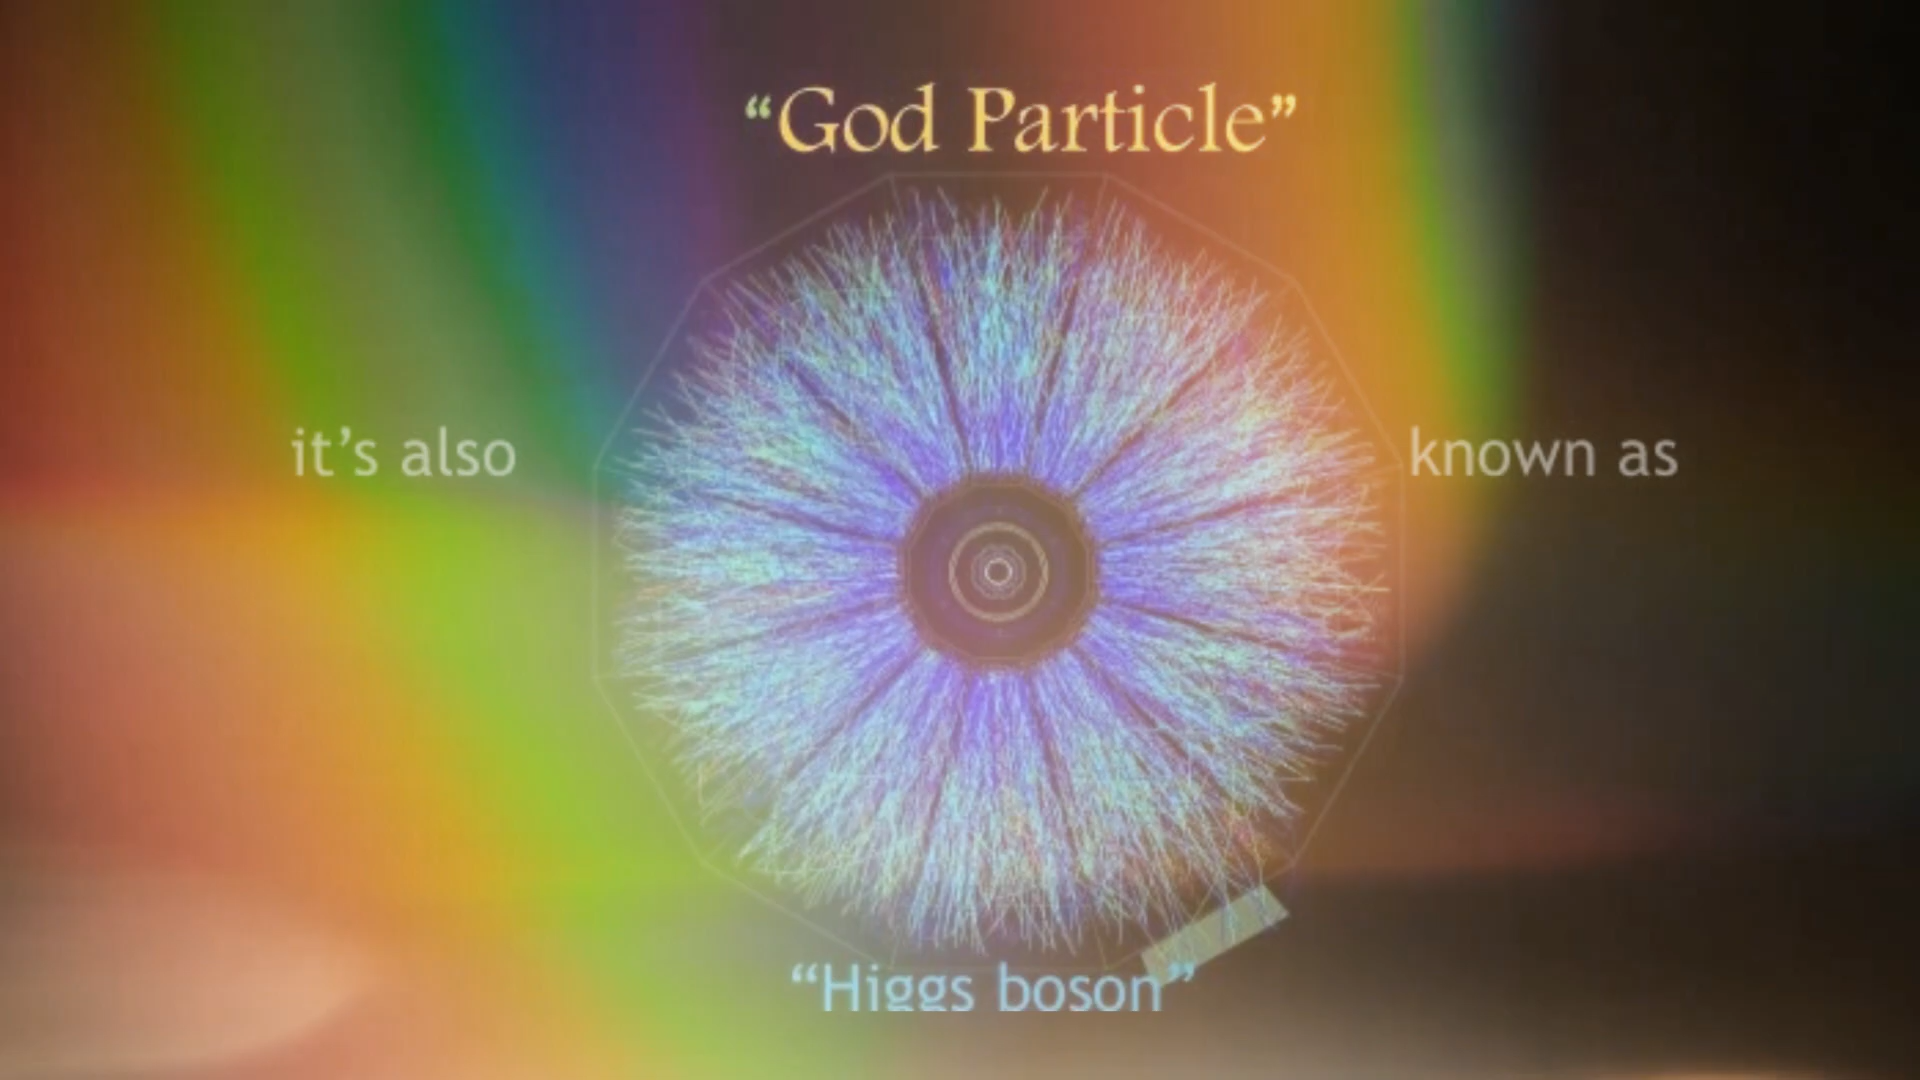 “God Particle”
it’s also known as
“Higgs boson”